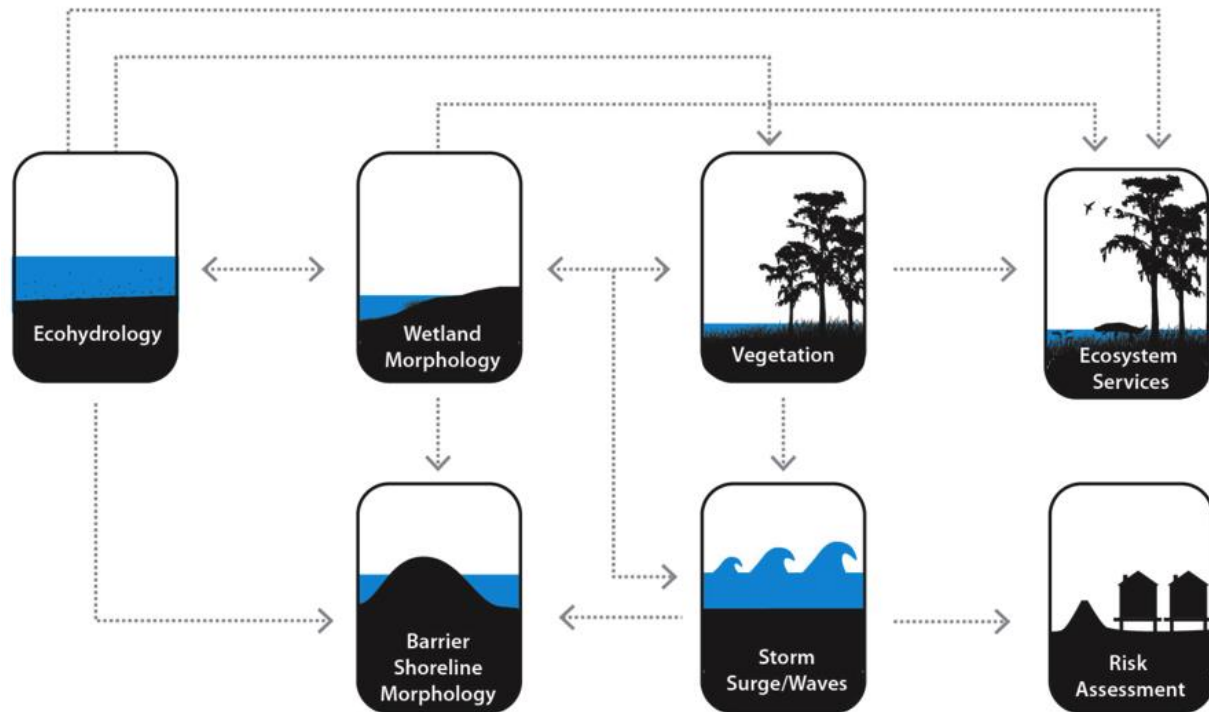 Ecohydrology
Wetland
Morphology
Vegetation
Ecosystem
Services
Barrier
Shoreline
Morphology
Storm
Surge/Waves
Risk
Assessment